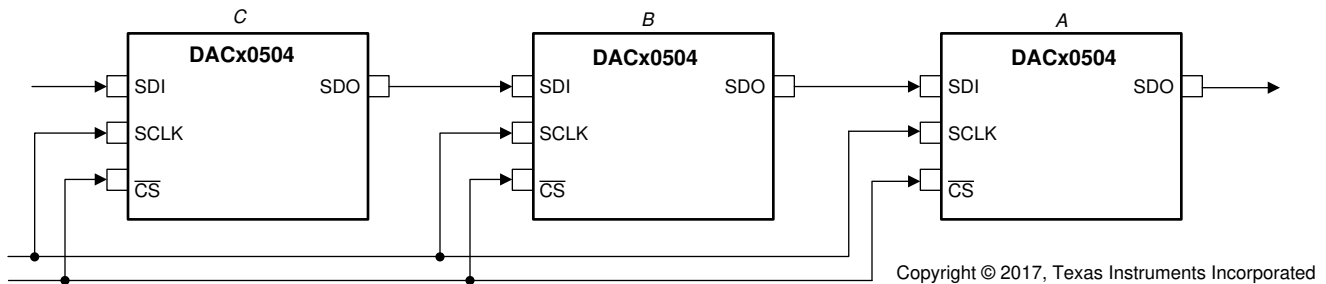 C
DACx0504
SDI
SDO
SCLK
CS
B
DACx0504
SDI
SDO
SCLK
CS
A
DACx0504
SDI
SDO
SCLK
CS
Copyright © 2017, Texas Instruments Incorporated